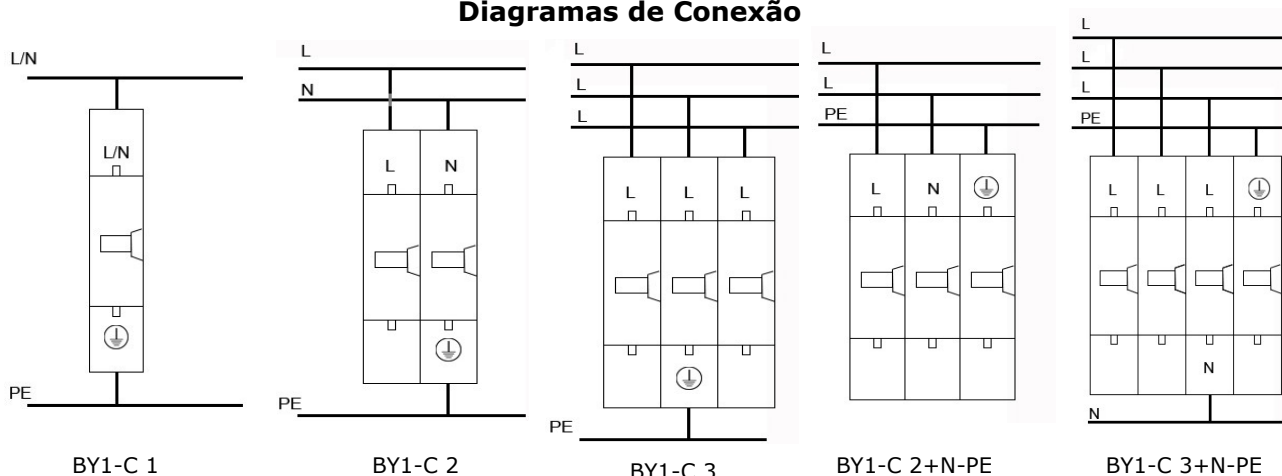 Diagramas de Conexão
L/N
L/N
PE
BY1-C 1
L
N
L N
PE
BY1-C 2
L
L
L
L L L
PE
BY1-C 3
L
L
PE
L N
BY1-C 2+N-PE
L
L
L
PE
L L L
N
N
BY1-C 3+N-PE